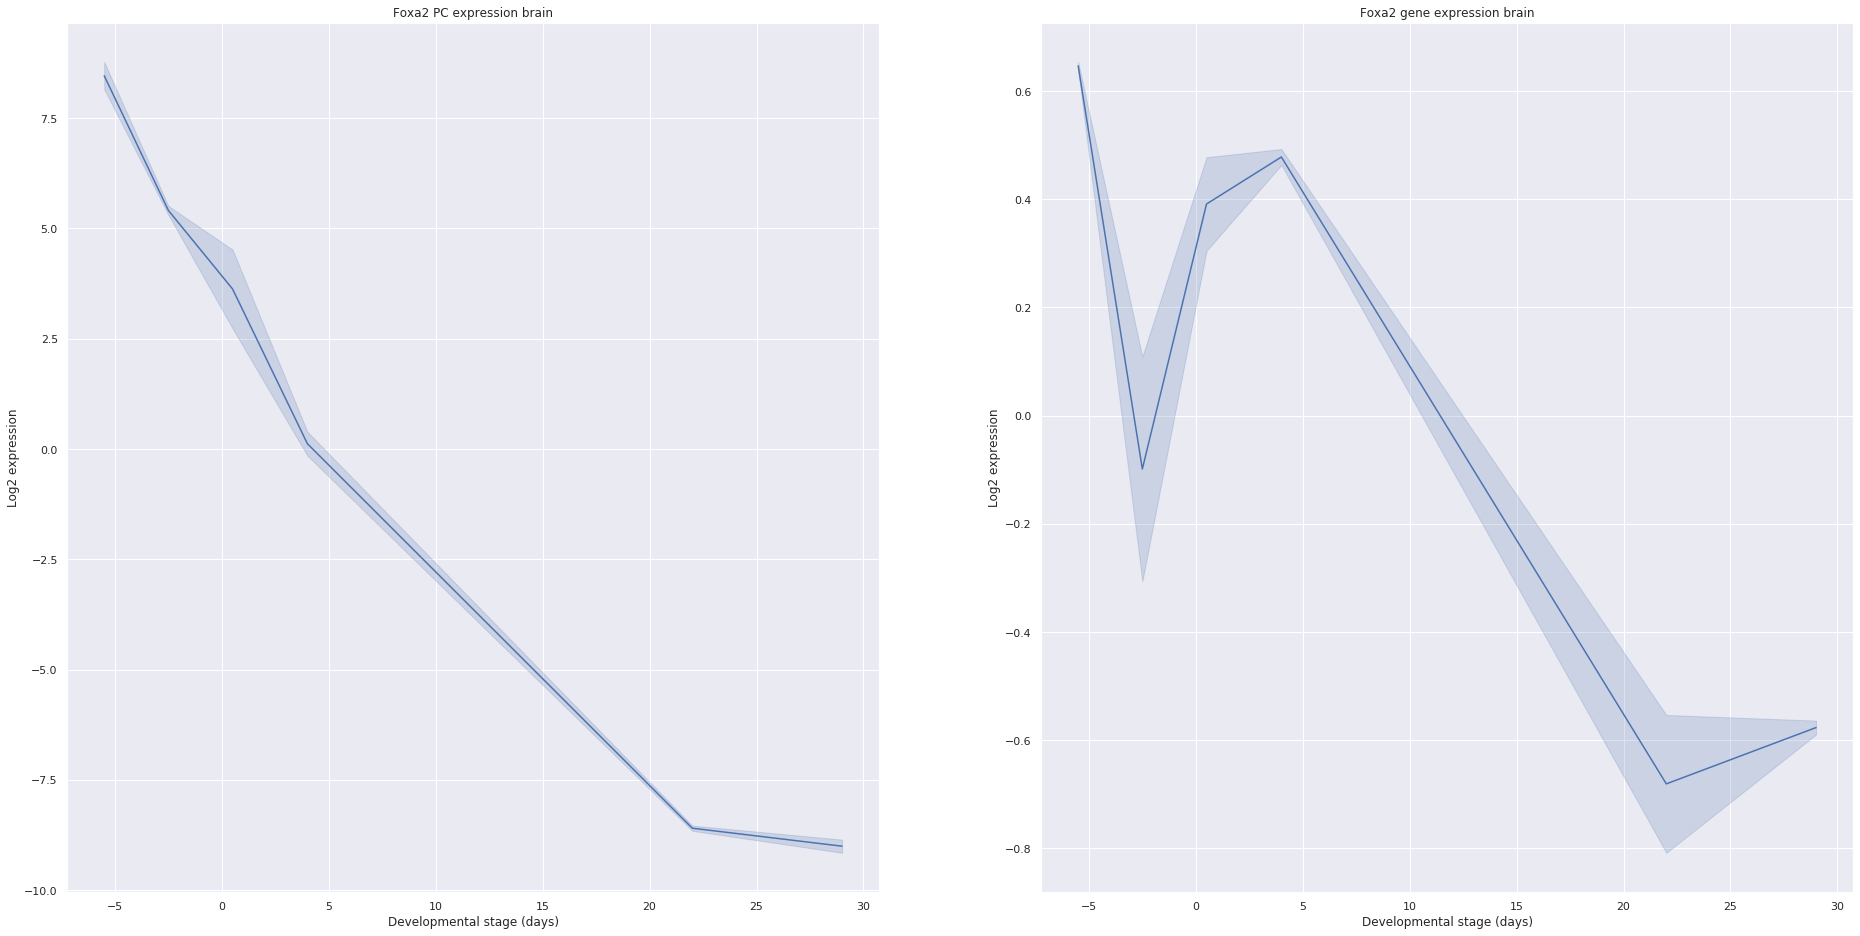 Foxa2 PC expression brain
Log2 expression
7.5
5.0
2.5
0.0
−2.5
−5.0
−7.5
−10.0
−5 0 5 10 15 20 25 30
Developmental stage (days)
Foxa2 gene expression brain
Log2 expression
0.6
0.4
0.2
0.0
−0.2
−0.4
−0.6
−0.8
−5 0 5 10 15 20 25 30
Developmental stage (days)